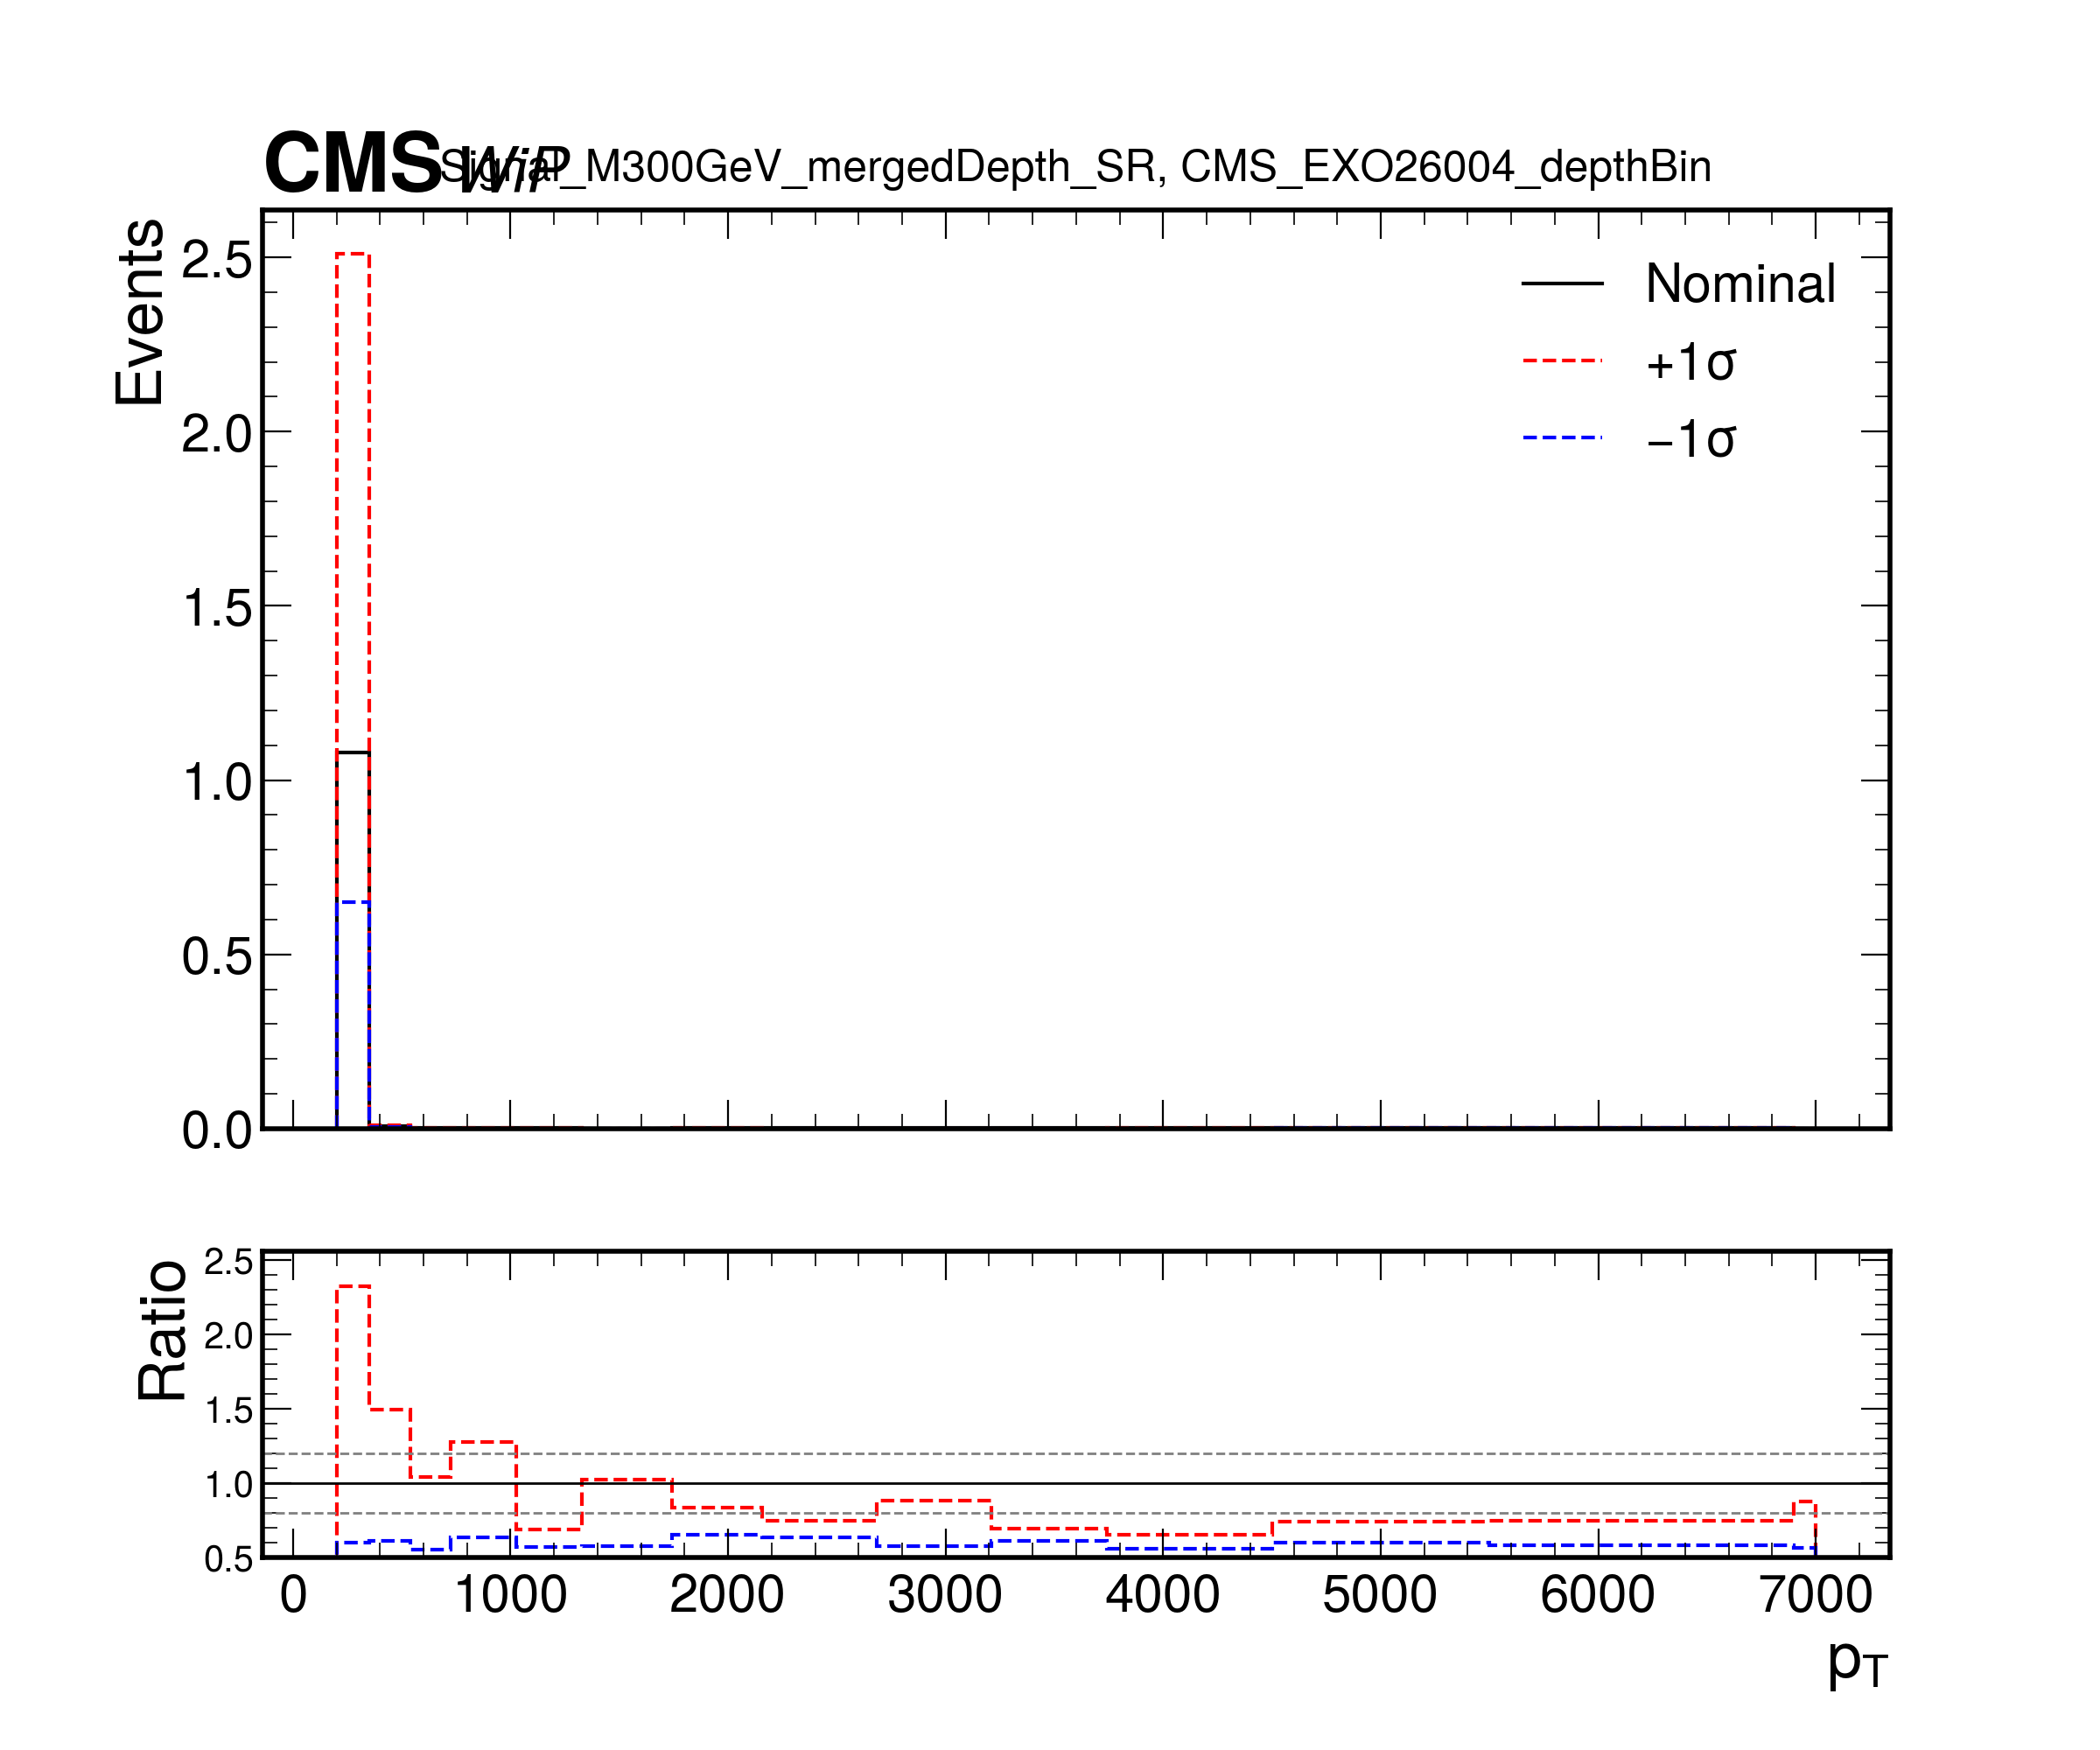 CMS WiP Signal_M300GeV_mergedDepth_SR, CMS_EXO26004_depthBin
Events
2.5
2.0
1.5
1.0
0.5
0.0
Nominal
+1σ
−1σ
Ratio
2.5
2.0
1.5
1.0
0.5
0 1000 2000 3000 4000 5000 6000 7000
pT